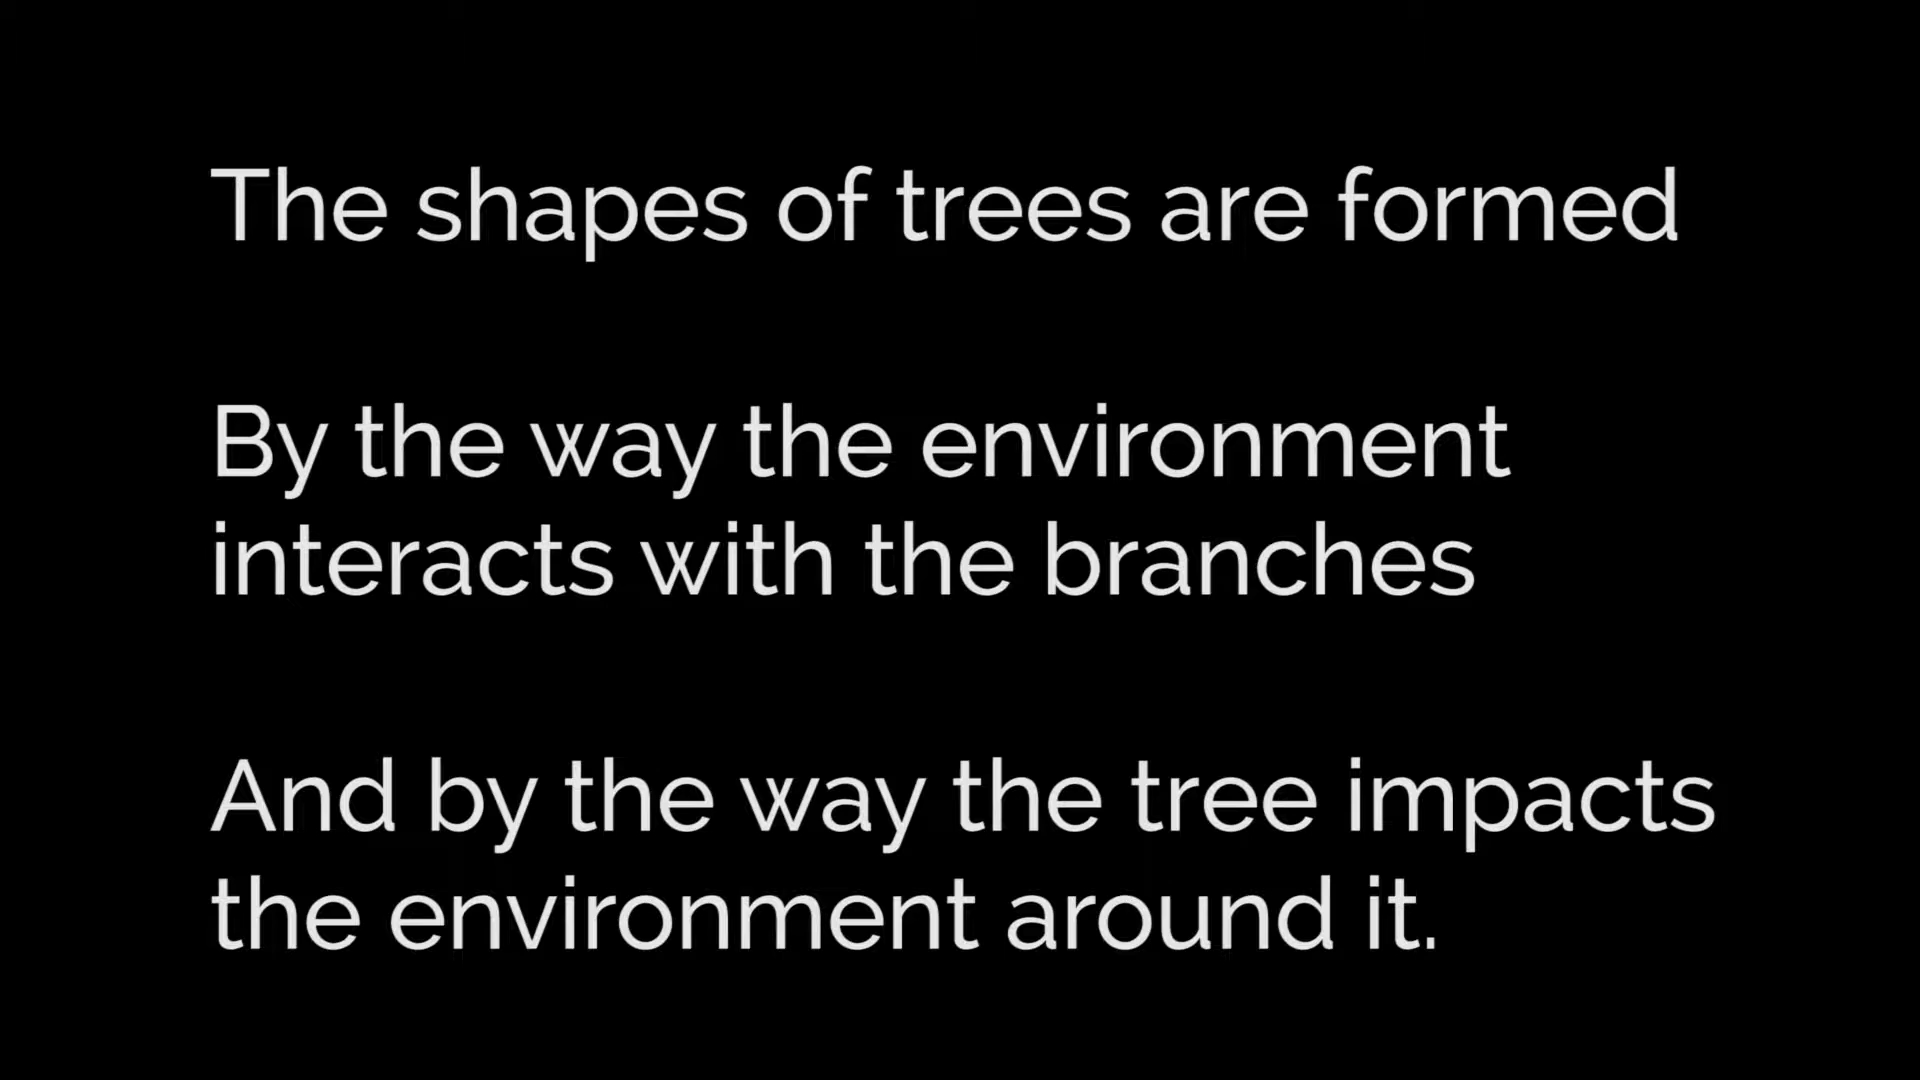 The shapes of trees are formed
By the way the environment
interacts with the branches
And by the way the tree impacts
the environment around it.